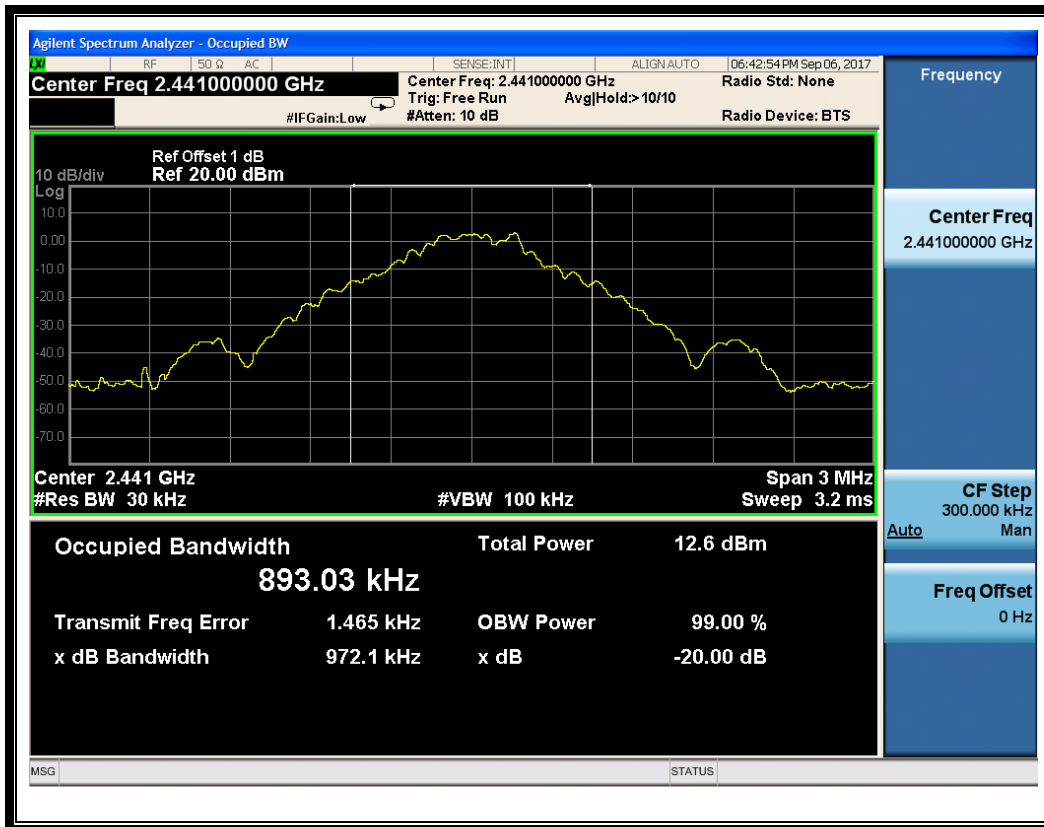 Agilent Spectrum Analyzer - Occupied BW
LXI RF 50 Ω AC SENSE:INT ALIGN AUTO 06:42:54 PM Sep 06, 2017
Center Freq 2.441000000 GHz
Center Freq: 2.441000000 GHz
Radio Std: None
Trig: Free Run Avg|Hold:> 10/10
#IFGain:Low
#Atten: 10 dB
Radio Device: BTS
Ref Offset 1 dB
10 dB/div Ref 20.00 dBm
Log
10.0
0.00
-10.0
-20.0
-30.0
-40.0
-50.0
-60.0
-70.0
Center 2.441 GHz Span 3 MHz
#Res BW 30 kHz #VBW 100 kHz Sweep 3.2 ms
Occupied Bandwidth Total Power 12.6 dBm
893.03 kHz
Transmit Freq Error 1.465 kHz OBW Power 99.00 %
x dB Bandwidth 972.1 kHz x dB -20.00 dB
Frequency
Center Freq
2.441000000 GHz
CF Step
300.000 kHz
Auto Man
Freq Offset
0 Hz
MSG STATUS